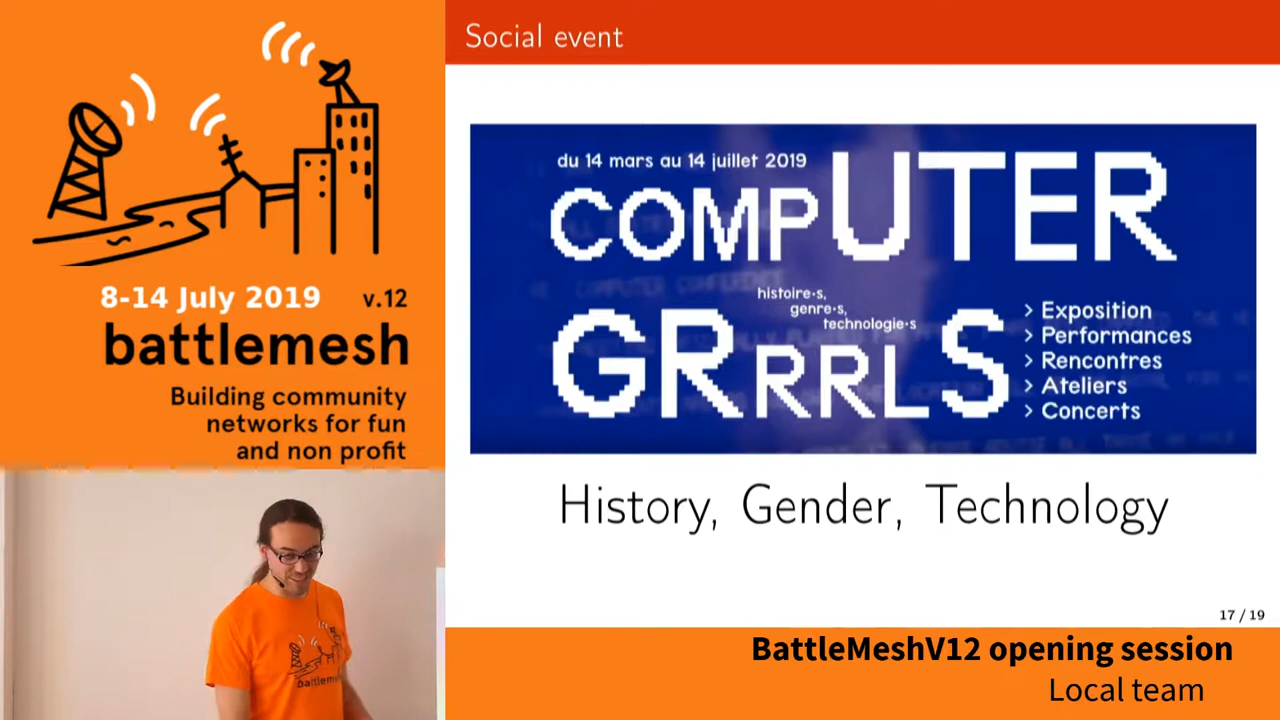 8-14 July 2019 v.12
battlemesh
Building community
networks for fun
and non profit
Social event
du 14 mars au 14 juillet 2019
COMPUTER
histoire·s,
genre·s,
technologie·s
GRRRLS
> Exposition
> Performances
> Rencontres
> Ateliers
> Concerts
History, Gender, Technology
17 / 19
BattleMeshV12 opening session
Local team